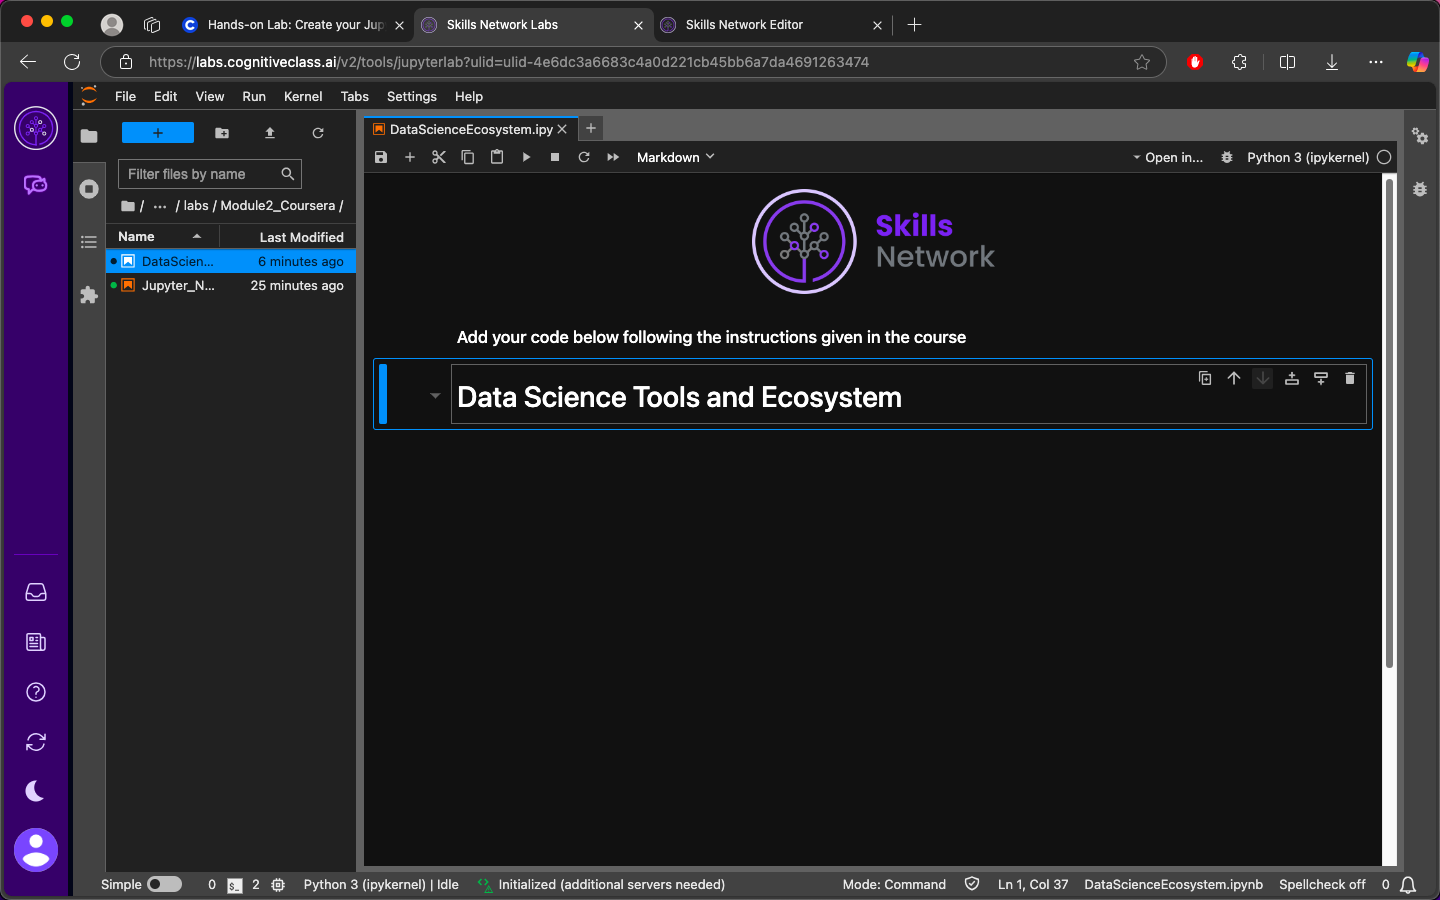 Hands-on Lab: Create your Jup
Skills Network Labs
Skills Network Editor
https://labs.cognitiveclass.ai/v2/tools/jupyterlab?ulid=ulid-4e6dc3a6683c4a0d221cb45bb6a7da4691263474
File Edit View Run Kernel Tabs Settings Help
DataScienceEcosystem.ipy
Markdown
Open in...
Python 3 (ipykernel)
Filter files by name
/ ... / labs / Module2_Coursera /
Name Last Modified
DataScien... 6 minutes ago
Jupyter_N... 25 minutes ago
Skills
Network
Add your code below following the instructions given in the course
Data Science Tools and Ecosystem
Simple 0 $_ 2 Python 3 (ipykernel) | Idle Initialized (additional servers needed) Mode: Command Ln 1, Col 37 DataScienceEcosystem.ipynb Spellcheck off 0